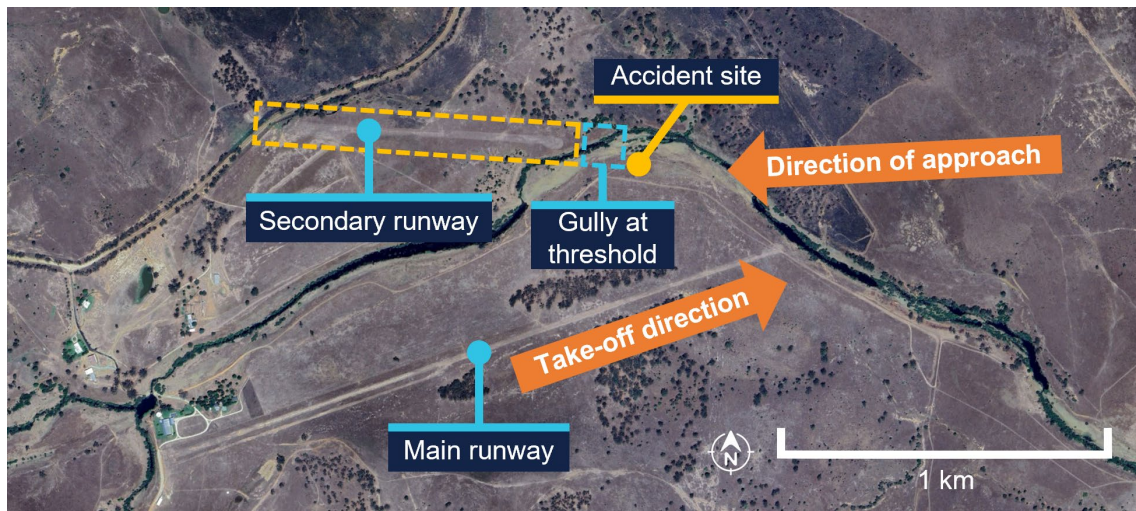 Accident site
Direction of approach
Secondary runway
Gully at
threshold
Take-off direction
Main runway
N
1 km